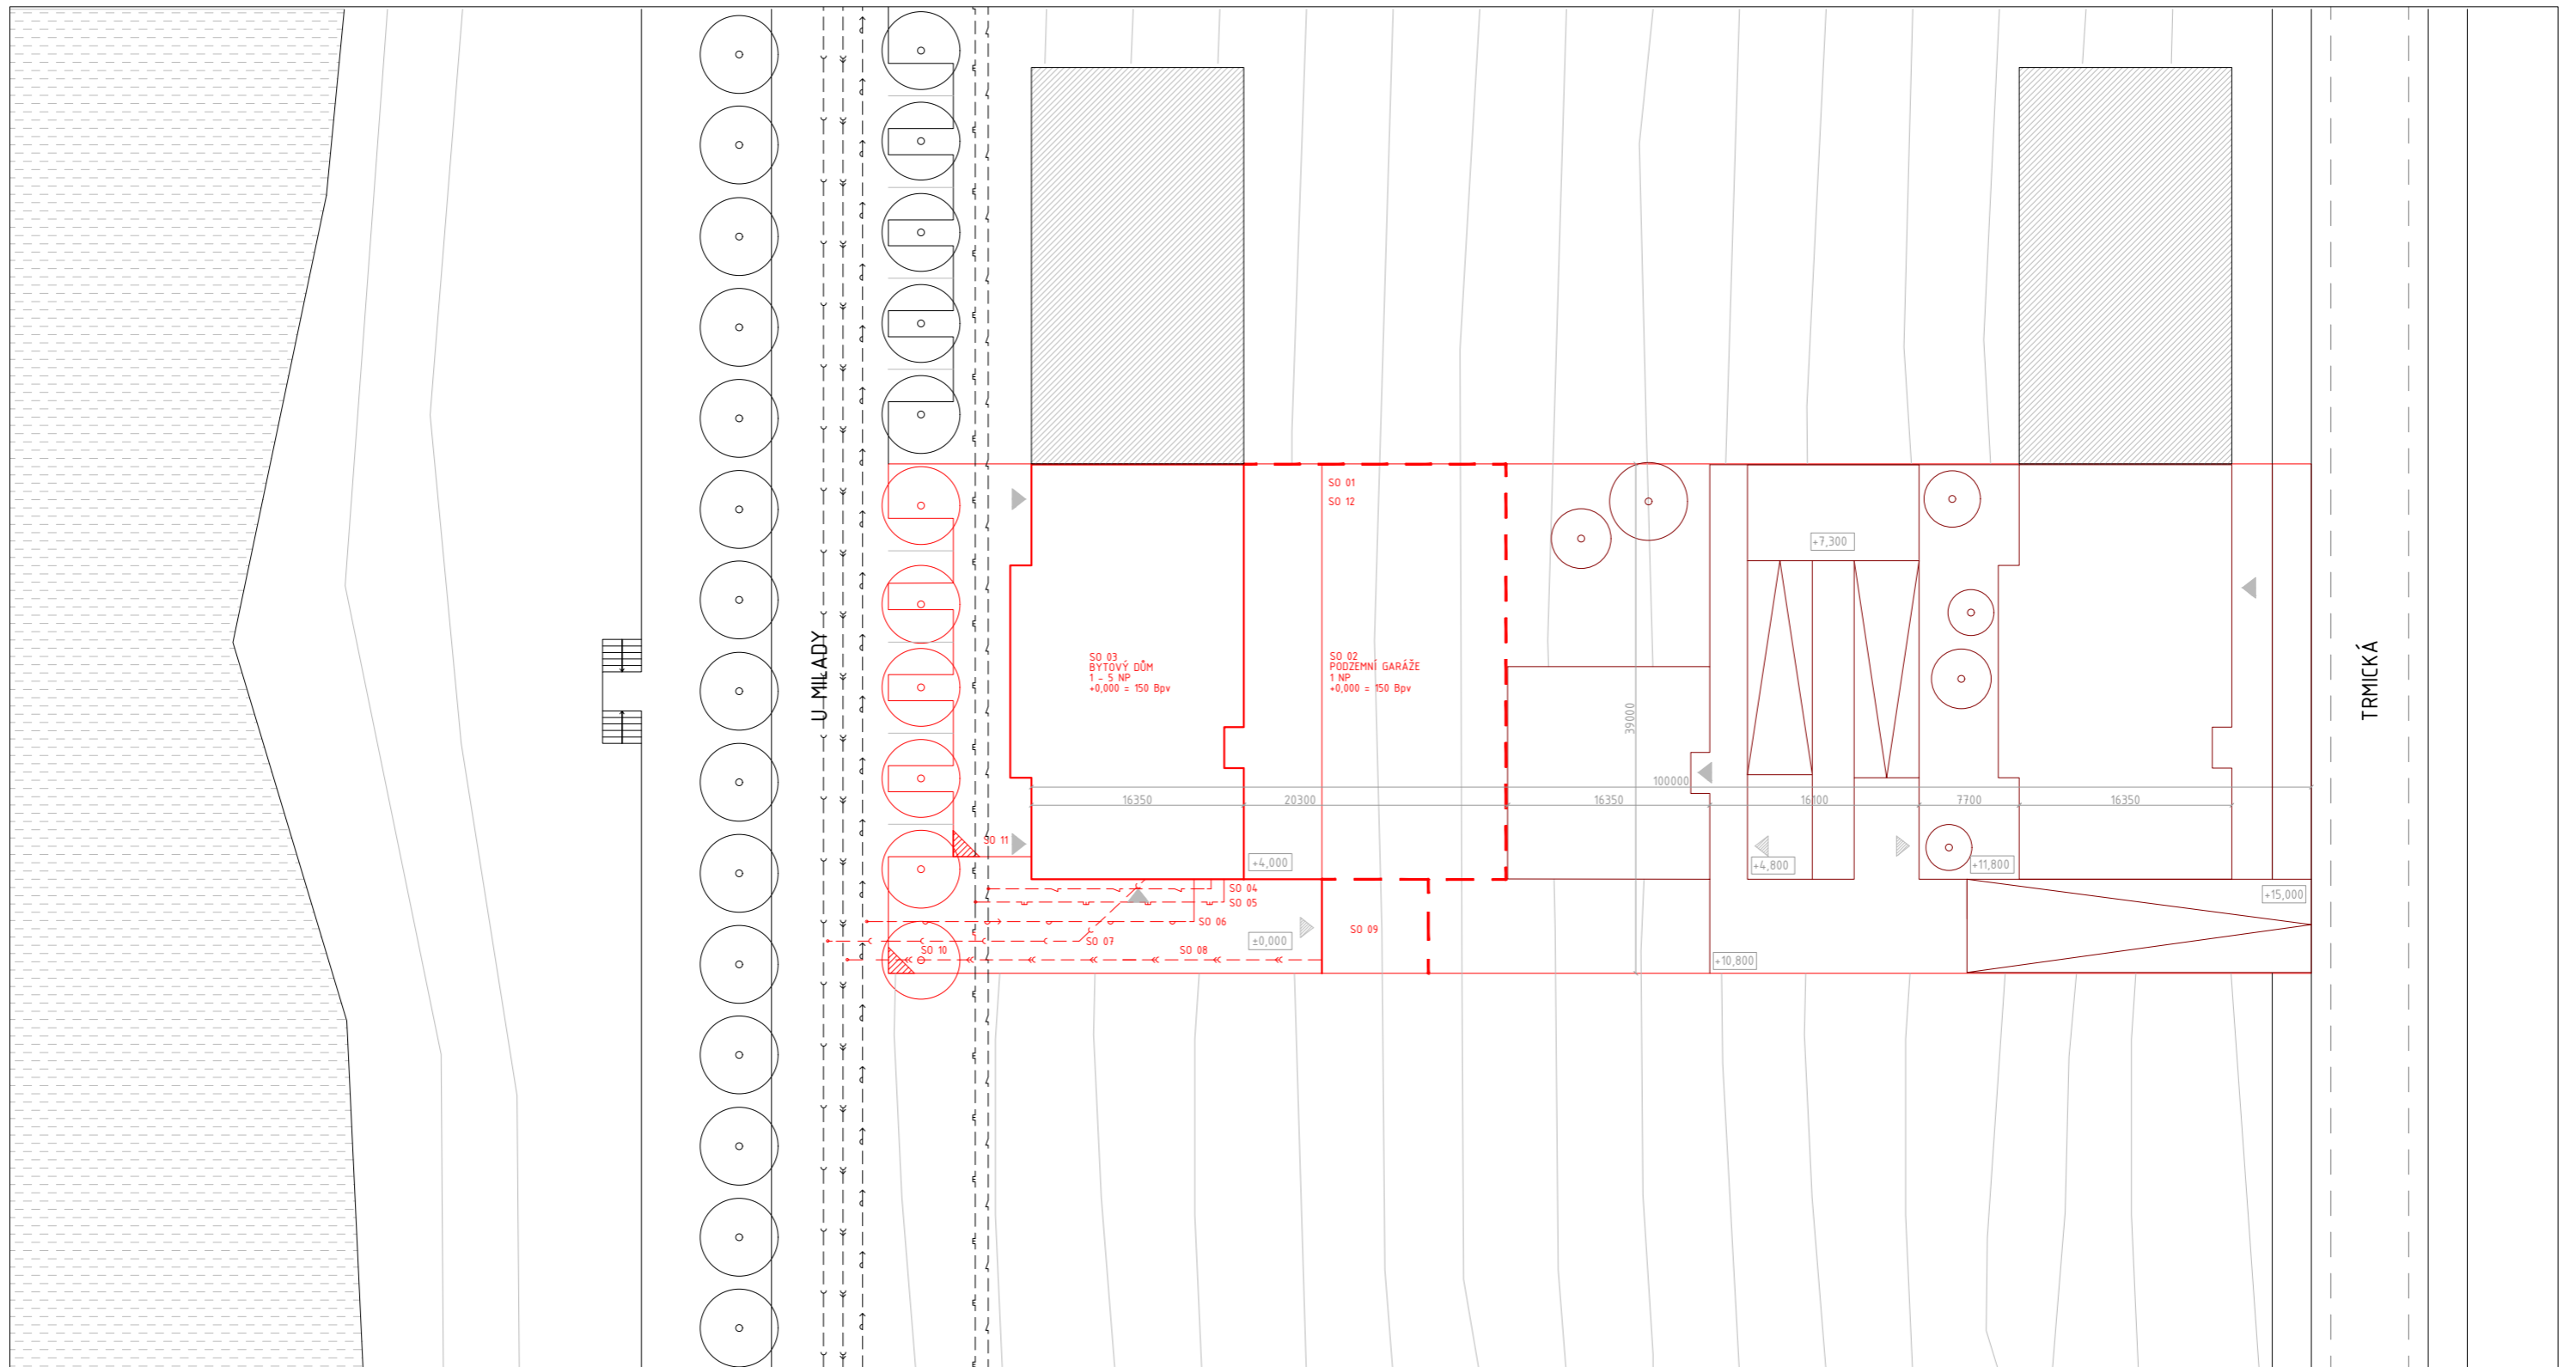 SO 01
SO 12
+7,300
U MILADY
TRMICKÁ
SO 03
BYTOVÝ DŮM
1 - 5 NP
+0,000 = 150 Bpv
SO 02
PODZEMNÍ GARÁŽE
1 NP
+0,000 = 150 Bpv
39000
100000
16350
20300
16350
16100
7700
16350
SO 11
+4,000
+4,800
+11,800
SO 04
+15,000
SO 05
SO 06
SO 09
SO 07
±0,000
SO 10
SO 08
+10,800